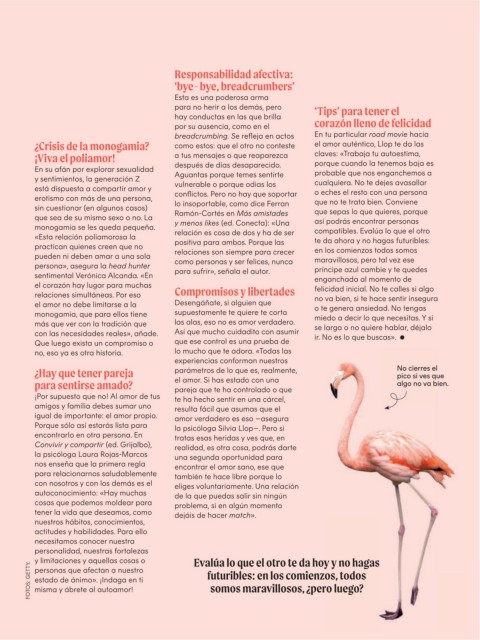 ¿Crisis de la monogamia?
¡Viva el poliamor!
En su afán por explorar sexualidad
y sentimientos, la generación Z
está dispuesta a compartir amor y
erotismo con más de una persona,
sin cuestionar (en algunos casos)
que sea de su mismo sexo o no. La
monogamia se les queda pequeña.
«Esta relación poliamorosa la
practican quienes creen que no
pueden ni deben amar a una sola
persona», asegura la head hunter
sentimental Verónica Alcanda. «En
el corazón hay lugar para muchas
relaciones simultáneas. Por eso
el amor no debe limitarse a la
monogamia, que para ellos tiene
más que ver con la tradición que
con las necesidades reales», añade.
Que luego exista un compromiso o
no, eso ya es otra historia.
¿Hay que tener pareja
para sentirse amado?
¡Por supuesto que no! Al amor de tus
amigos y familia debes sumar uno
igual de importante: el amor propio.
Porque sólo así estarás listo para
encontrarlo en otra persona. En
Convivir y compartir (ed. Grijalbo),
la psicóloga Laura Rojas-Marcos
nos enseña que la primera regla
para relacionarnos saludablemente
con nosotros y con los demás es el
autoconocimiento: «Hay muchas
cosas que podemos moldear para
tener la vida que deseamos, como
nuestros hábitos, conocimientos,
actitudes y habilidades. Para ello
necesitamos conocer nuestra
personalidad, nuestras fortalezas
y limitaciones y aquellas cosas o
personas que afectan a nuestro
estado de ánimo». ¡Indaga en ti
misma y ábrete al autoamor!
Responsabilidad afectiva:
'bye - bye, breadcrumbers'
Esta es una poderosa arma
para no herir a los demás, pero
hay conductas en las que brilla
por su ausencia, como en el
breadcrumbing. Se refleja en actos
como estos: que el otro no conteste
a tus mensajes o que reaparezca
después de días desaparecido.
Aguantas porque temes sentirte
vulnerable o porque odias los
conflictos. Pero no hay que soportar
lo insoportable, como dice Ferran
Ramón-Cortés en Más amistades
y menos likes (ed. Conecta): «Una
relación es cosa de dos y ha de ser
positiva para ambos. Porque las
relaciones son siempre para crecer
como personas y ser felices, nunca
para sufrir», señala el autor.
Compromisos y libertades
Desengáñate, si alguien que
supuestamente te quiere te corta
las alas, eso no es amor verdadero.
Así que mucho cuidadito con asumir
que ese control es una prueba de
lo mucho que te adora. «Todas las
experiencias conforman nuestros
parámetros de lo que es, realmente,
el amor. Si has estado con una
pareja que te ha controlado o que
te ha hecho sentir en una cárcel,
resulta fácil que asumas que el
amor verdadero es eso —asegura
la psicóloga Silvia Llop—. Pero si
tratas esas heridas y ves que, en
realidad, es otra cosa, podrás darte
una segunda oportunidad para
encontrar el amor sano, ese que
también te hace libre porque lo
eliges voluntariamente. Una relación
de la que puedas salir sin ningún
problema, si en algún momento
dejáis de hacer match».
'Tips' para tener el
corazón lleno de felicidad
En tu particular road movie hacia
el amor auténtico, Llop te da las
claves: «Trabaja tu autoestima,
porque cuando la tenemos baja es
probable que nos enganchemos a
cualquiera. No te dejes avasallar
o eches el resto con una persona
que no te trata bien. Conviene
que sepas lo que quieres, porque
así podrás encontrar personas
compatibles. Evalúa lo que el otro
te da ahora y no hagas futuribles:
en los comienzos todos somos
maravillosos, pero tal vez ese
príncipe azul cambie y te quedes
enganchada al momento de
felicidad inicial. No te calles si algo
no va bien, si te hace sentir insegura
o te genera ansiedad. No tengas
miedo a decir lo que necesitas. Y si
se larga o no quiere hablar, déjalo
ir. No es lo que buscas». ●
No cierres el
pico si ves que
algo no va bien.
Evalúa lo que el otro te da hoy y no hagas
futuribles: en los comienzos, todos
somos maravillosos, ¿pero luego?
FOTOS: GETTY.